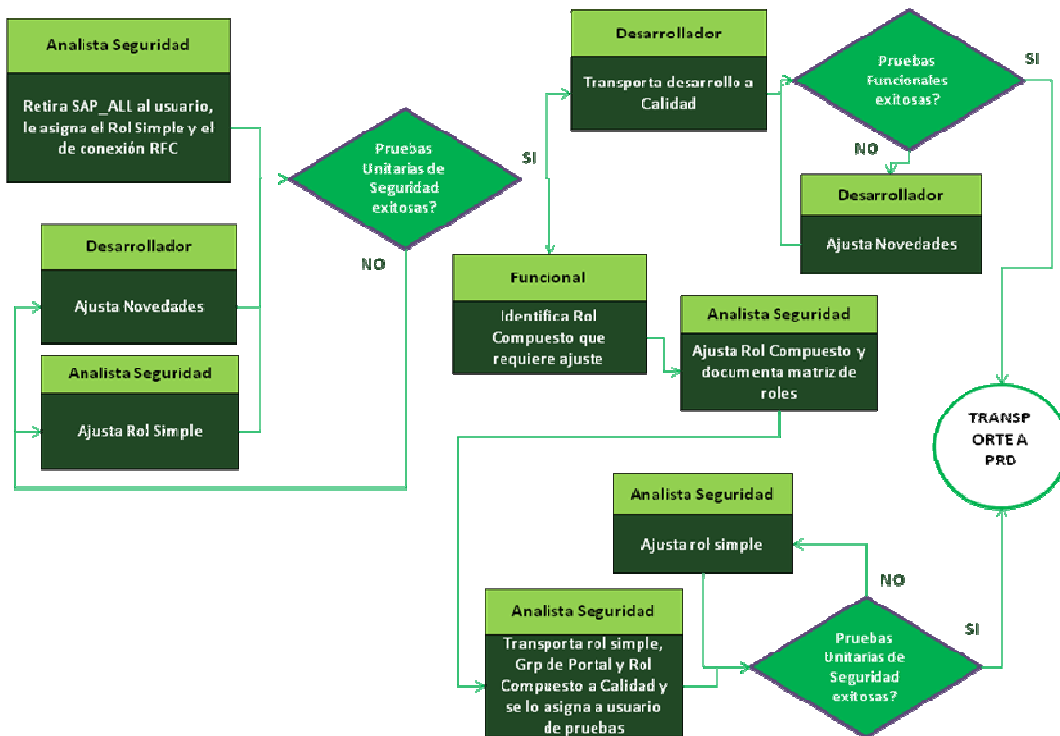 Analista Seguridad
Retira SAP_ALL al usuario,
le asigna el Rol Simple y el
de conexión RFC
Desarrollador
Ajusta Novedades
Analista Seguridad
Ajusta Rol Simple
Pruebas
Unitarias de
Seguridad
exitosas?
SI
NO
Desarrollador
Transporta desarrollo a
Calidad
Pruebas
Funcionales
exitosas?
SI
NO
Desarrollador
Ajusta Novedades
Funcional
Identifica Rol
Compuesto que
requiere ajuste
Analista Seguridad
Ajusta Rol Compuesto y
documenta matriz de
roles
TRANSP
ORTE A
PRD
Analista Seguridad
Ajusta rol simple
Analista Seguridad
Transporta rol simple,
Grp de Portal y Rol
Compuesto a Calidad y
se lo asigna a usuario
de pruebas
Pruebas
Unitarias de
Seguridad
exitosas?
NO
SI